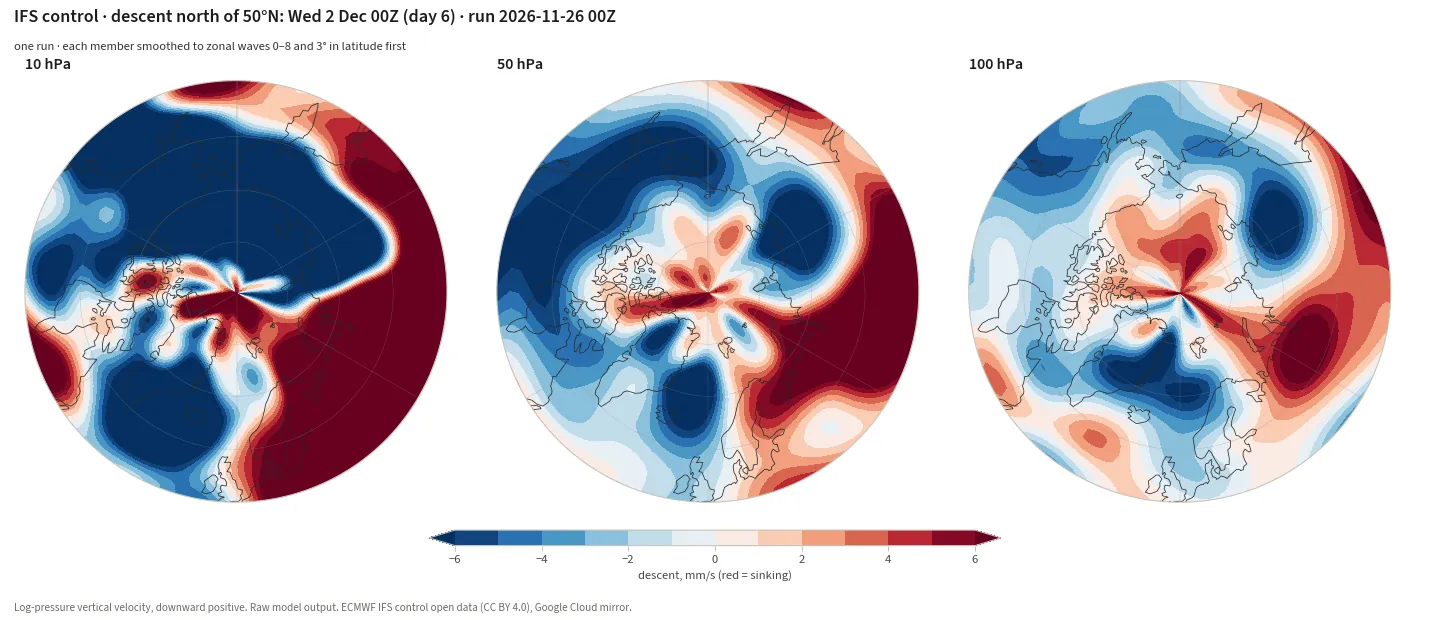 IFS control · descent north of 50°N: Wed 2 Dec 00Z (day 6) · run 2026-11-26 00Z
one run · each member smoothed to zonal waves 0–8 and 3° in latitude first
10 hPa
50 hPa
100 hPa
−6 −4 −2 0 2 4 6
descent, mm/s (red = sinking)
Log-pressure vertical velocity, downward positive. Raw model output. ECMWF IFS control open data (CC BY 4.0), Google Cloud mirror.